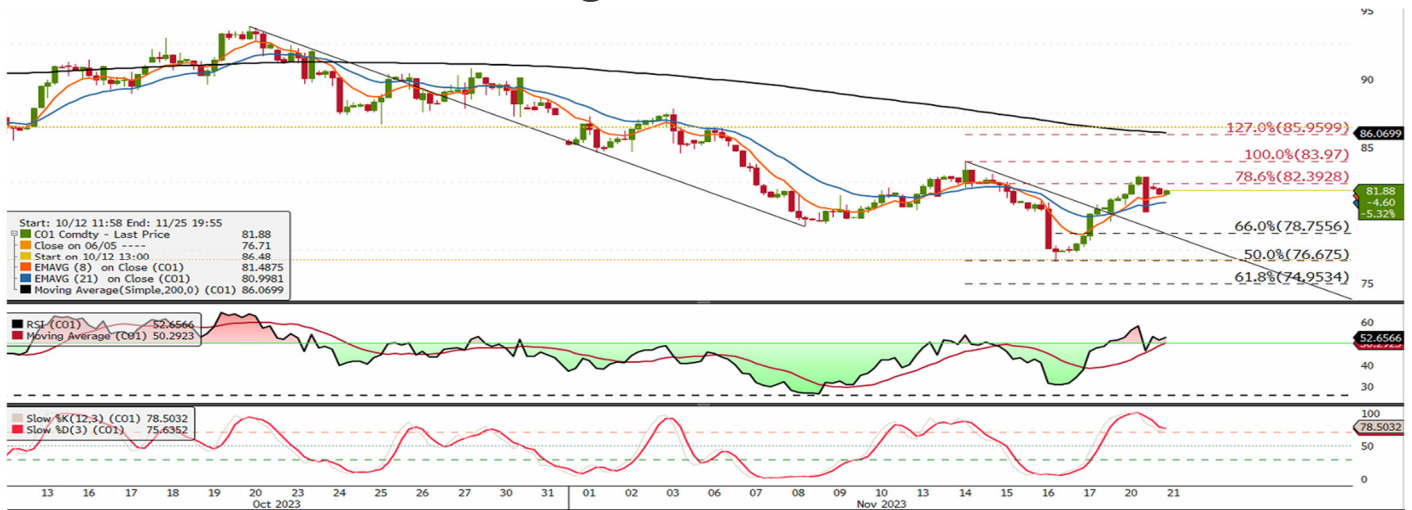 95
90
85
75
127.0%(85.9599)
100.0%(83.97)
78.6%(82.3928)
66.0%(78.7556)
50.0%(76.675)
61.8%(74.9534)
86.0699
81.88
-4.60
-5.32%
Start: 10/12 11:58 End: 11/25 19:55
CO1 Comdty - Last Price 81.88
Close on 06/05 ---- 76.71
Start on 10/12 13:00 86.48
EMAVG (8) on Close (CO1) 81.4875
EMAVG (21) on Close (CO1) 80.9981
Moving Average(Simple,200,0) (CO1) 86.0699
RSI (CO1) 52.6566
Moving Average (CO1) 50.2923
60
52.6566
40
30
Slow %K(12,3) (CO1) 78.5032
Slow %D(3) (CO1) 75.6352
100
78.5032
50
0
13 16 17 18 19 20 23 24 25 26 27 30 31 01 02 03 06 07 08 09 10 13 14 15 16 17 20 21
Oct 2023 Nov 2023